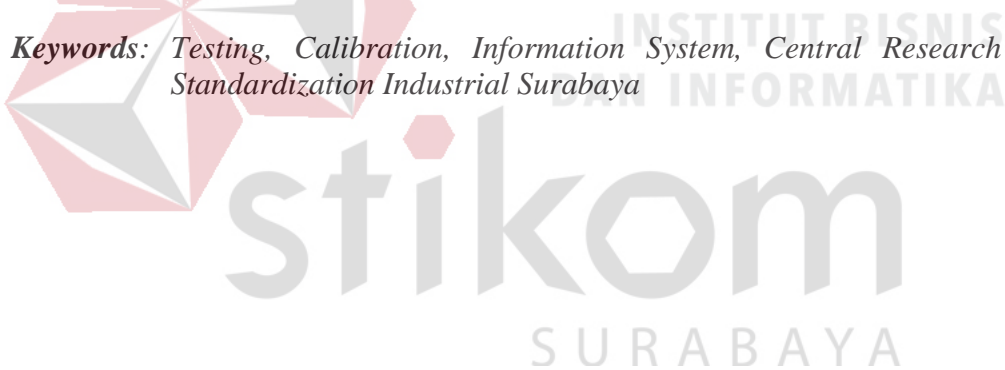 INSTITUT BISNIS
Keywords: Testing, Calibration, Information System, Central Research
Standardization Industrial Surabaya
DAN INFORMATIKA
stikom
SURABAYA